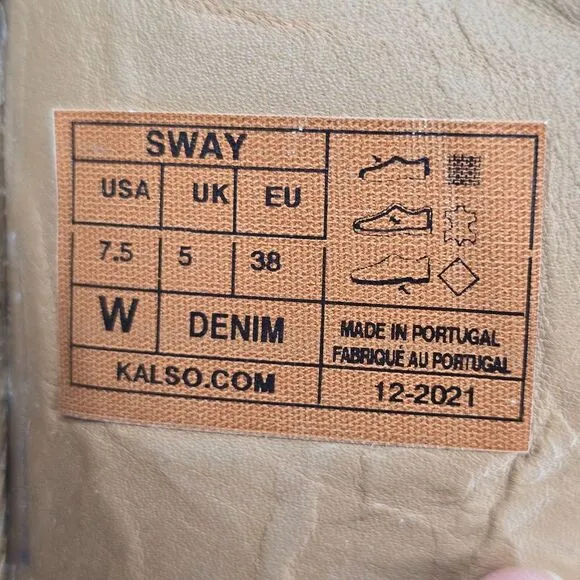 SWAY
USA UK EU
7.5 5 38
W DENIM
KALSO.COM
MADE IN PORTUGAL
FABRIQUE AU PORTUGAL
12-2021